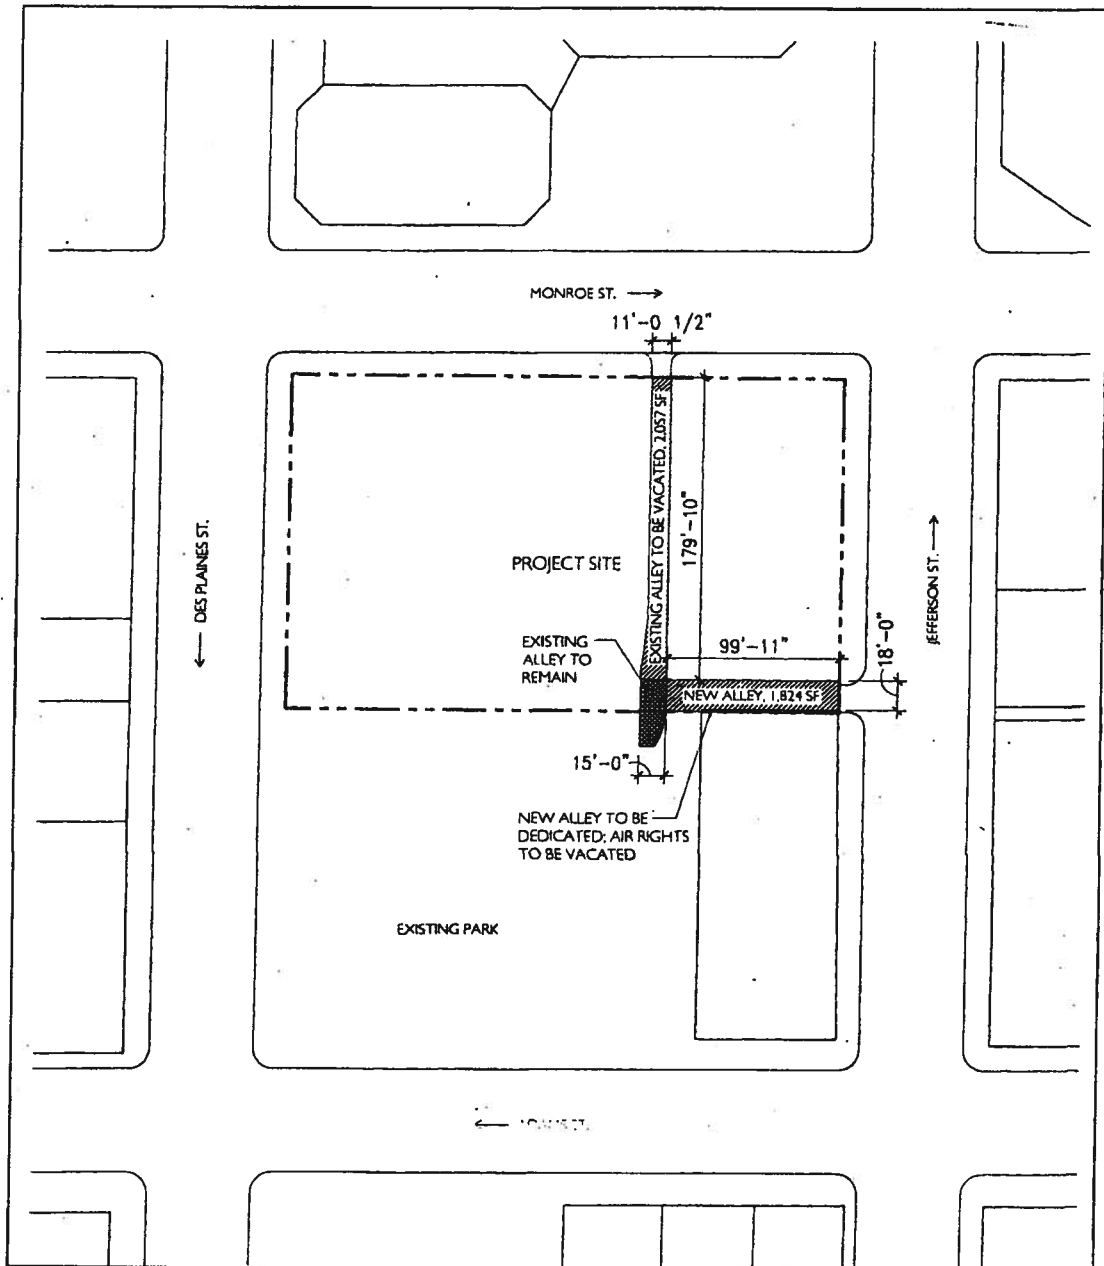 MONROE ST. →
11'-0 1/2"
EXISTING ALLEY TO BE VACATED, 2,057 SF
179'-10"
← DES PLAINES ST.
JEFFERSON ST. →
PROJECT SITE
EXISTING
ALLEY TO
REMAIN
99'-11"
18'-0"
NEW ALLEY, 1,824 SF
15'-0"
NEW ALLEY TO BE
DEDICATED; AIR RIGHTS
TO BE VACATED
EXISTING PARK
←